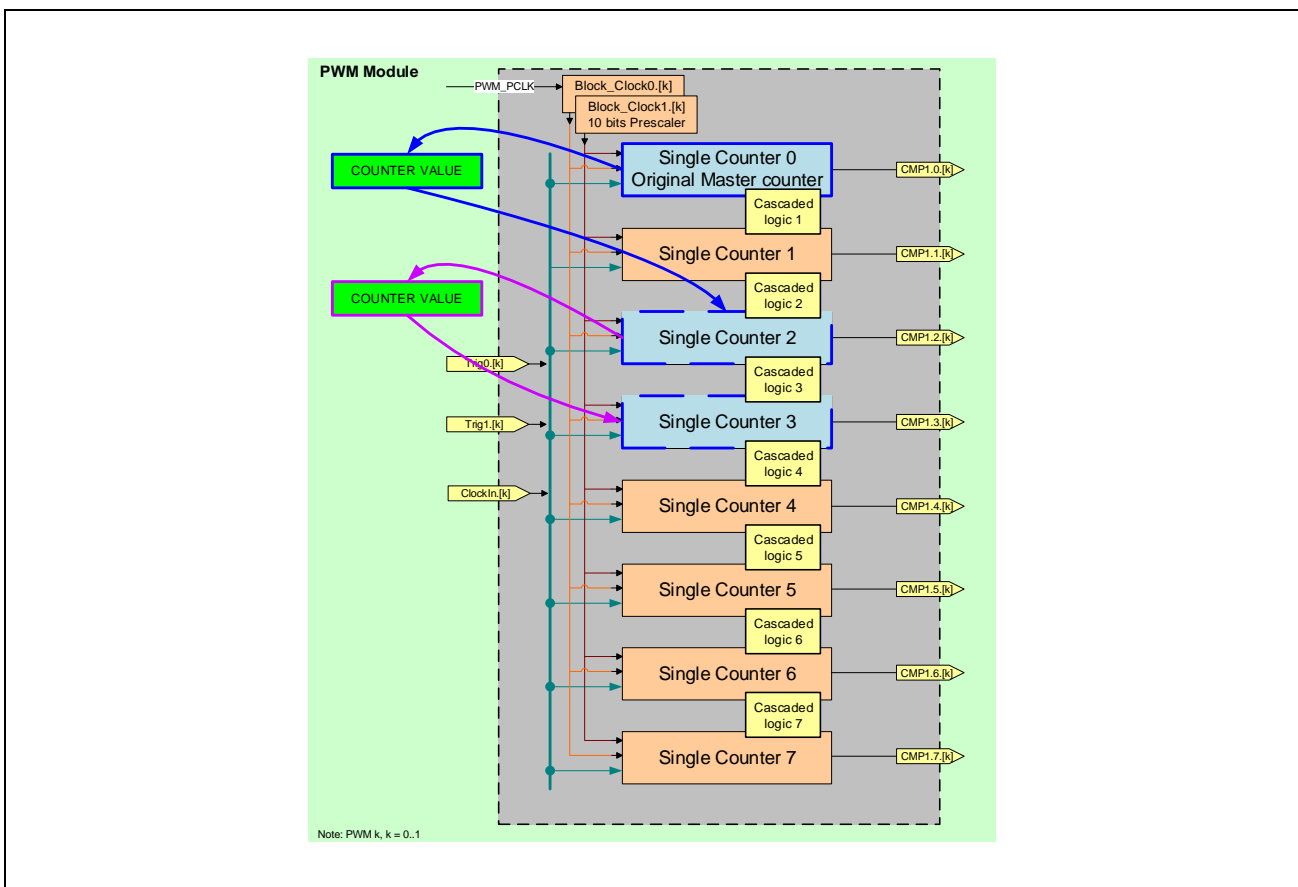 PWM Module
PWM_PCLK
Block_Clock0.[k]
Block_Clock1.[k]
10 bits Prescaler
COUNTER VALUE
Single Counter 0
Original Master counter
CMP1.0.[k]
Cascaded
logic 1
Single Counter 1
CMP1.1.[k]
Cascaded
logic 2
COUNTER VALUE
Single Counter 2
CMP1.2.[k]
Trig0.[k]
Cascaded
logic 3
Single Counter 3
CMP1.3.[k]
Trig1.[k]
Cascaded
logic 4
ClockIn.[k]
Single Counter 4
CMP1.4.[k]
Cascaded
logic 5
Single Counter 5
CMP1.5.[k]
Cascaded
logic 6
Single Counter 6
CMP1.6.[k]
Cascaded
logic 7
Single Counter 7
CMP1.7.[k]
Note: PWM k, k = 0..1